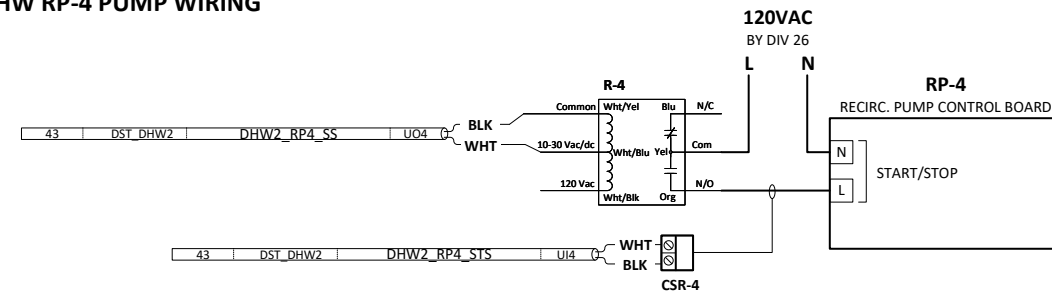 HW RP-4 PUMP WIRING
120VAC
BY DIV 26
L N
R-4
RP-4
RECIRC. PUMP CONTROL BOARD
Common Wht/Yel Blu N/C
43 DST_DHW2 DHW2_RP4_SS UO4
BLK
WHT
10-30 Vac/dc Wht/Blu Yel Com
N
START/STOP
120 Vac Wht/Blk Org N/O
L
43 DST_DHW2 DHW2_RP4_STS UI4
WHT
BLK
CSR-4